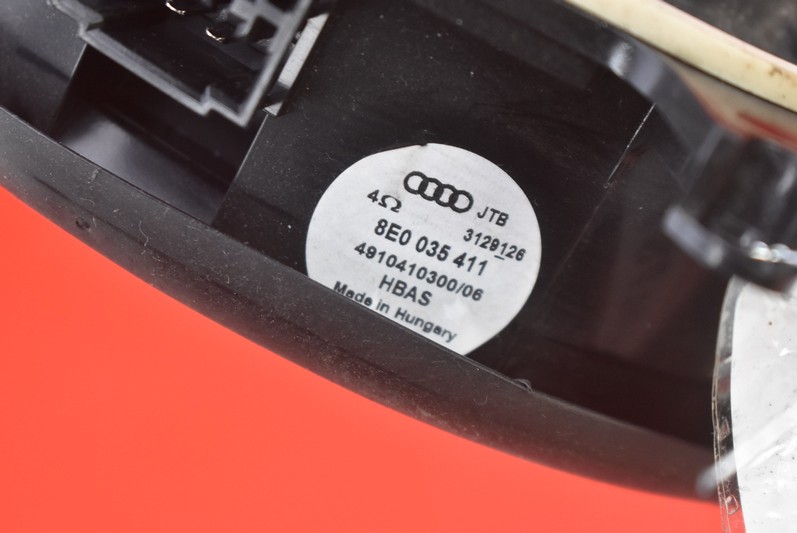 4Ω JTB
3129126
8E0 035 411
4910410300/06
HBAS
Made in Hungary